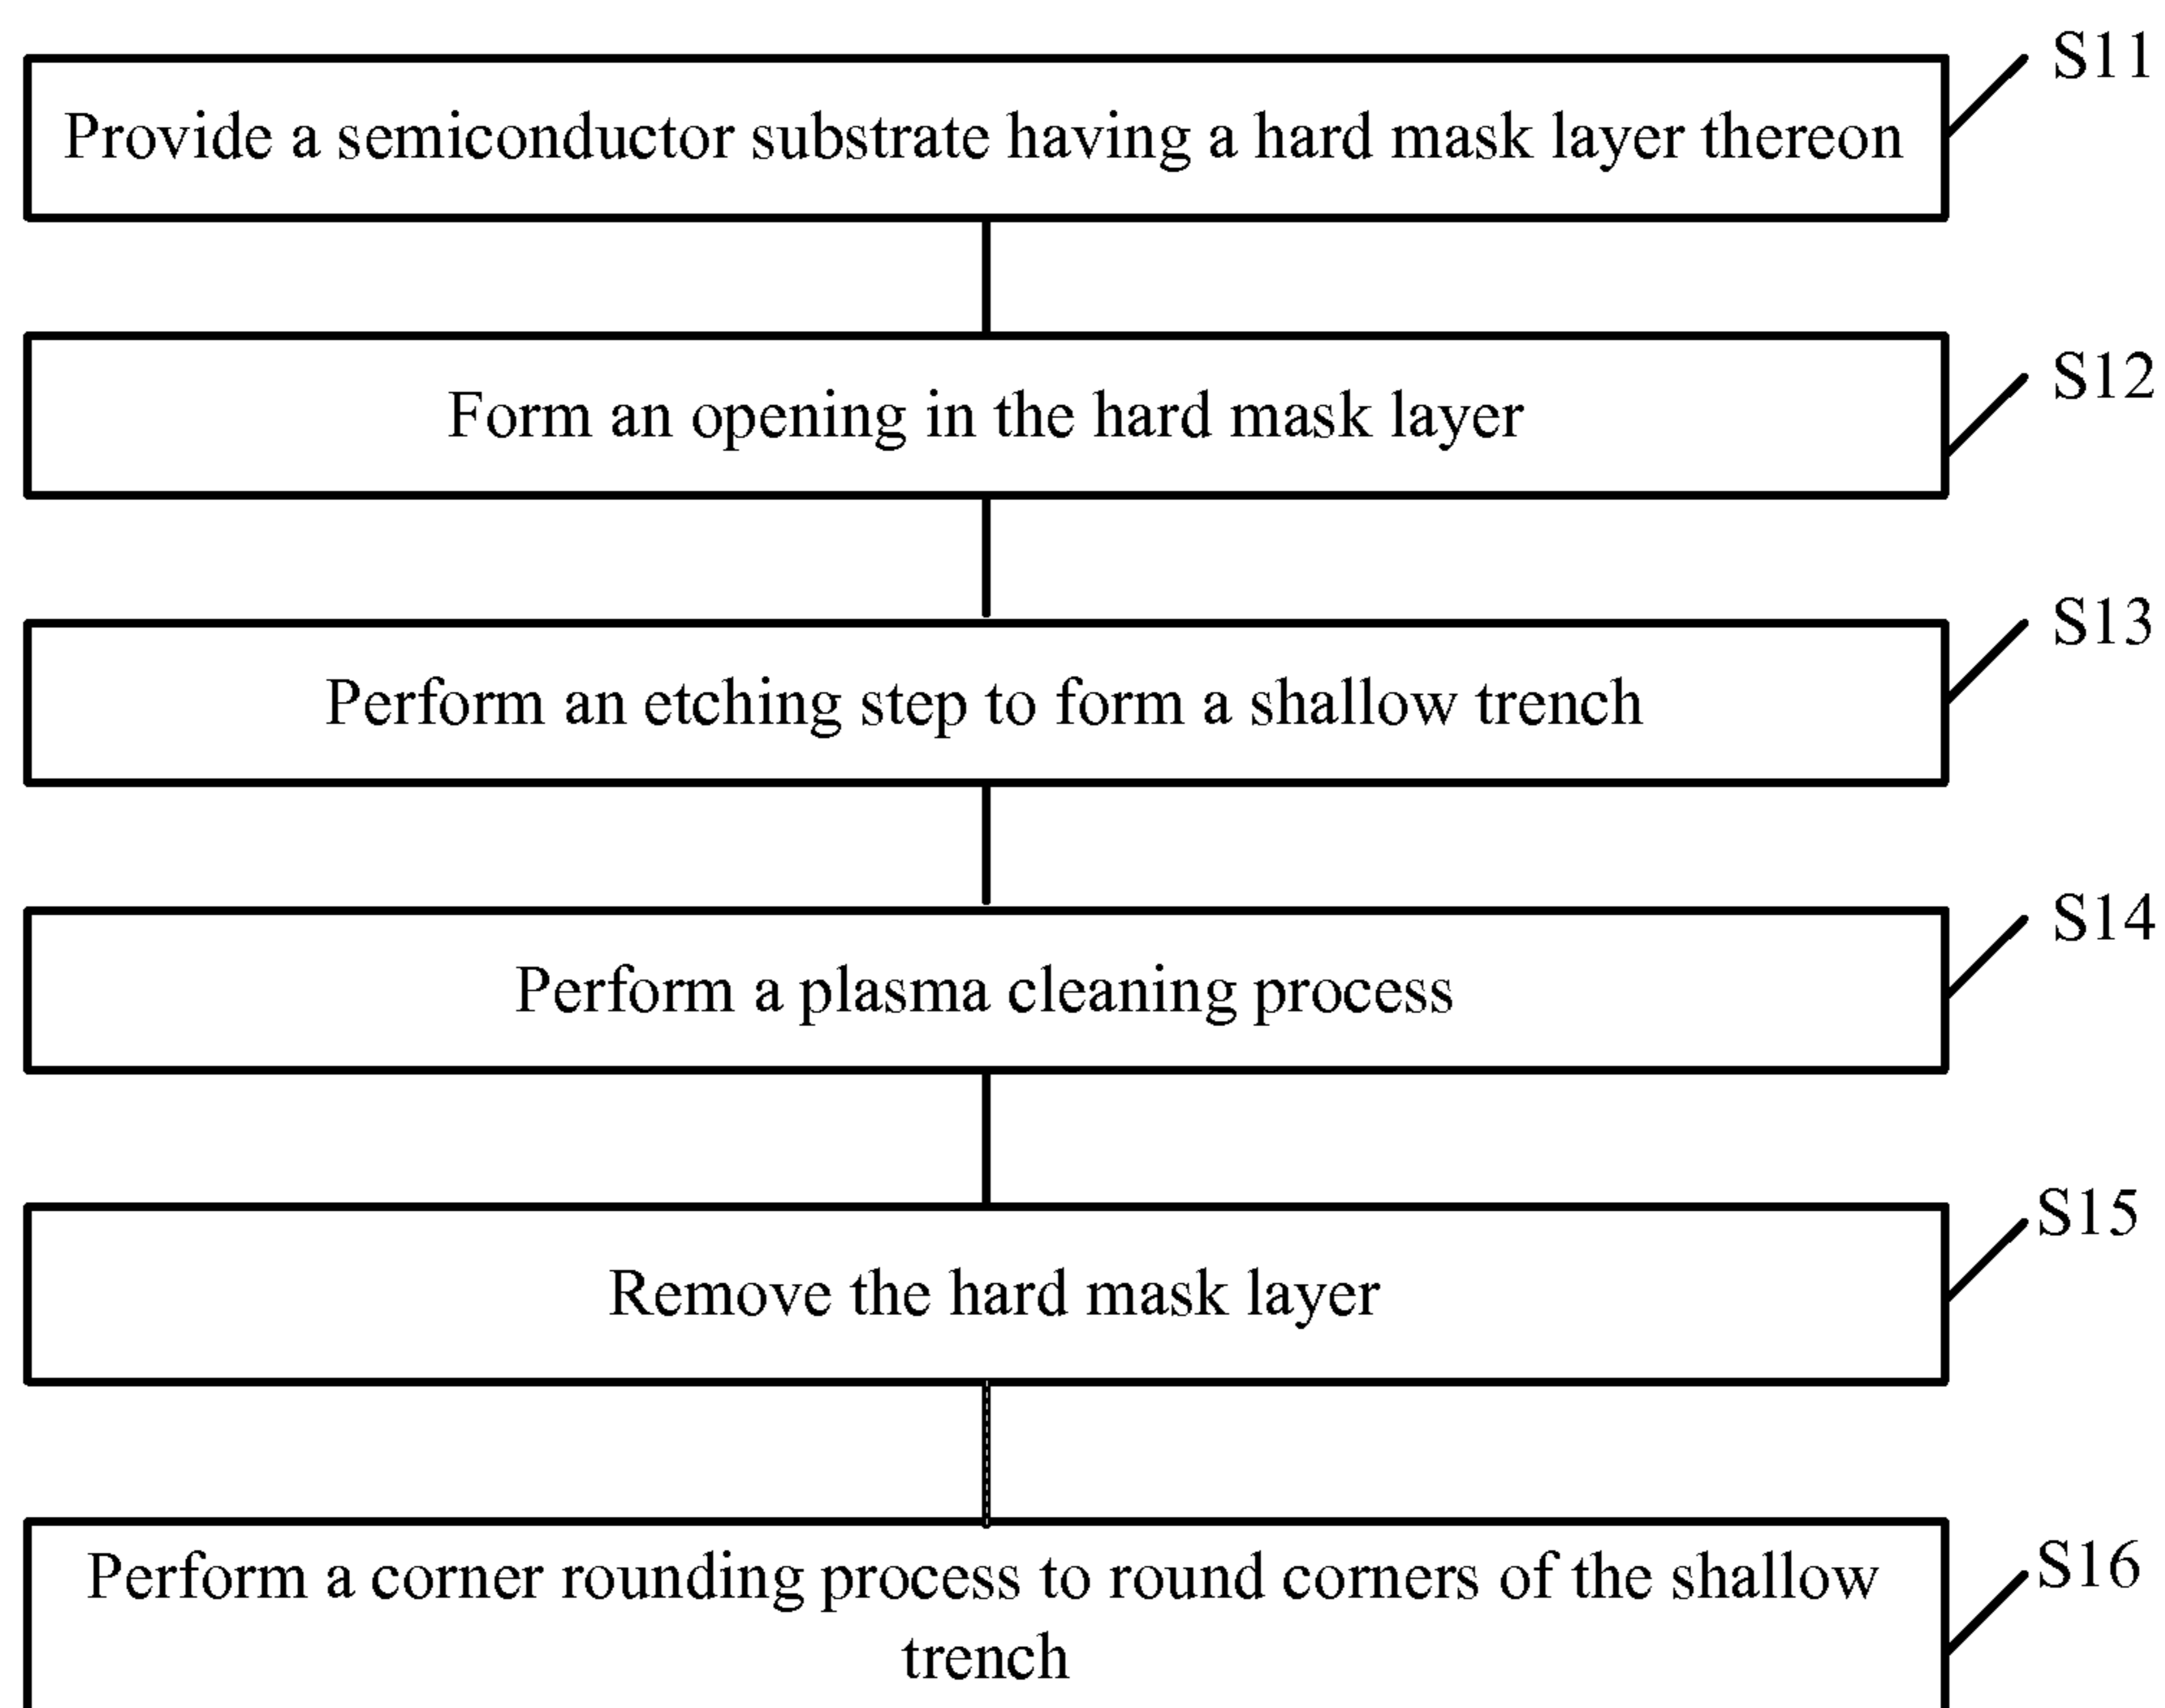 S11
Provide a semiconductor substrate having a hard mask layer thereon
S12
Form an opening in the hard mask layer
S13
Perform an etching step to form a shallow trench
S14
Perform a plasma cleaning process
S15
Remove the hard mask layer
S16
Perform a corner rounding process to round corners of the shallow
trench